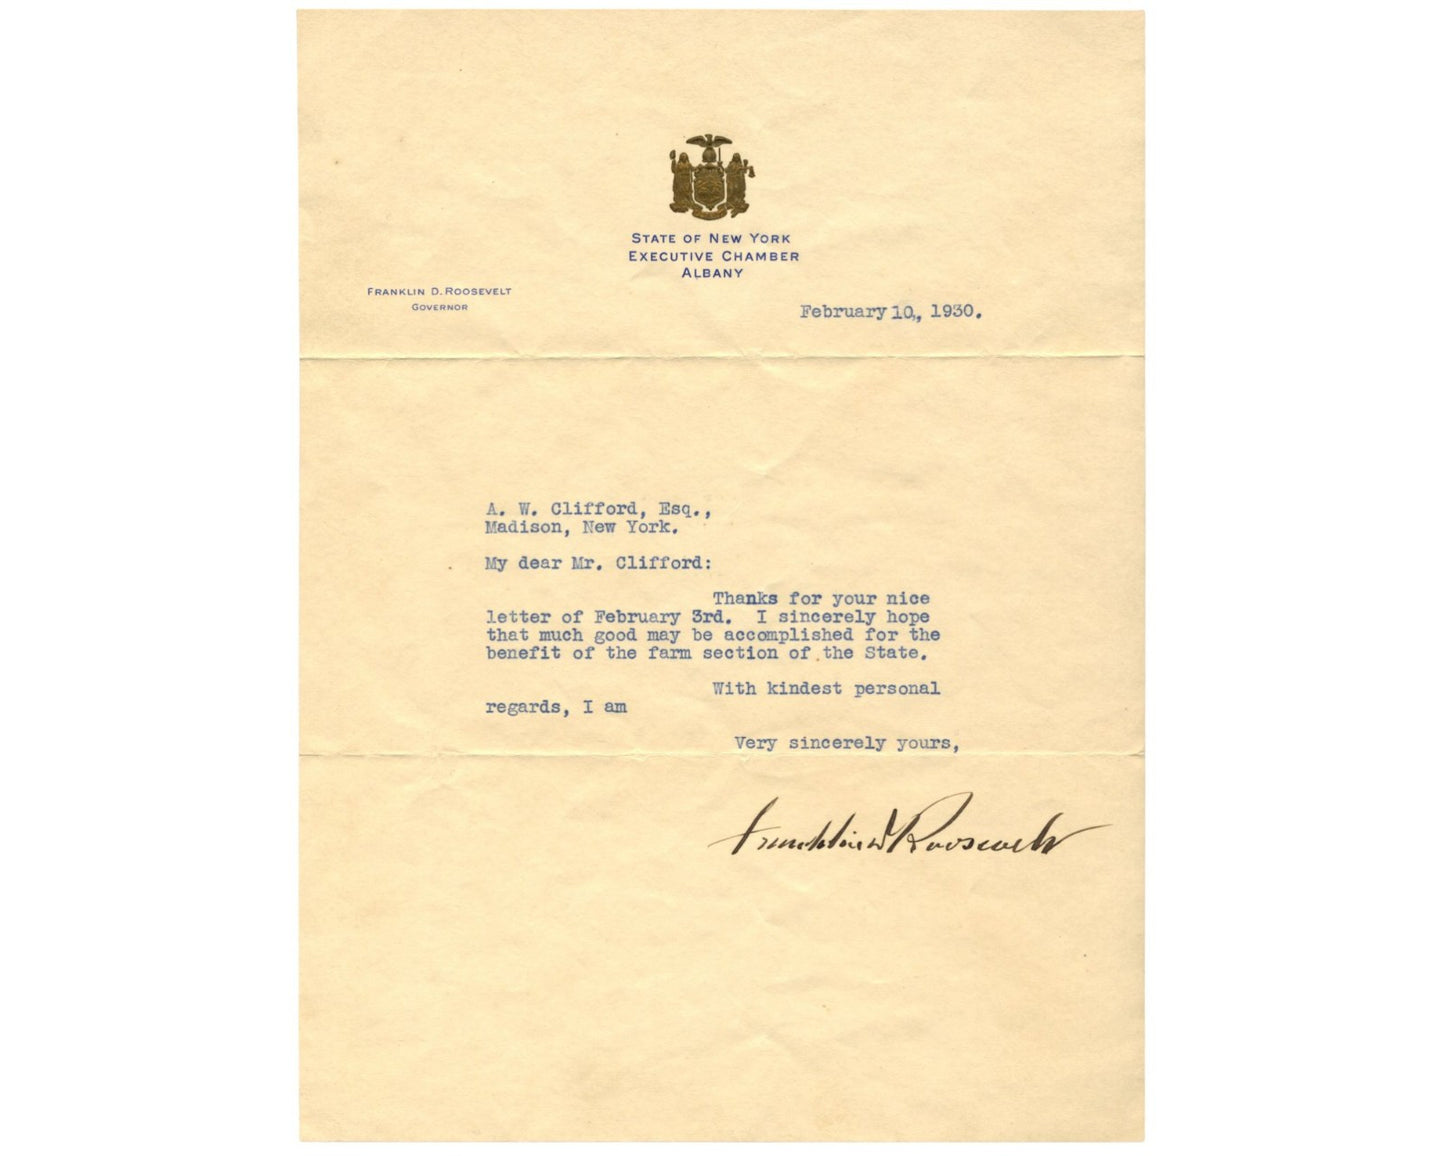 STATE OF NEW YORK
EXECUTIVE CHAMBER
ALBANY
FRANKLIN D. ROOSEVELT
GOVERNOR
February 10, 1930.
A. W. Clifford, Esq.,
Madison, New York.
My dear Mr. Clifford:
Thanks for your nice
letter of February 3rd. I sincerely hope
that much good may be accomplished for the
benefit of the farm section of the State.
With kindest personal
regards, I am
Very sincerely yours,
Franklin D Roosevelt